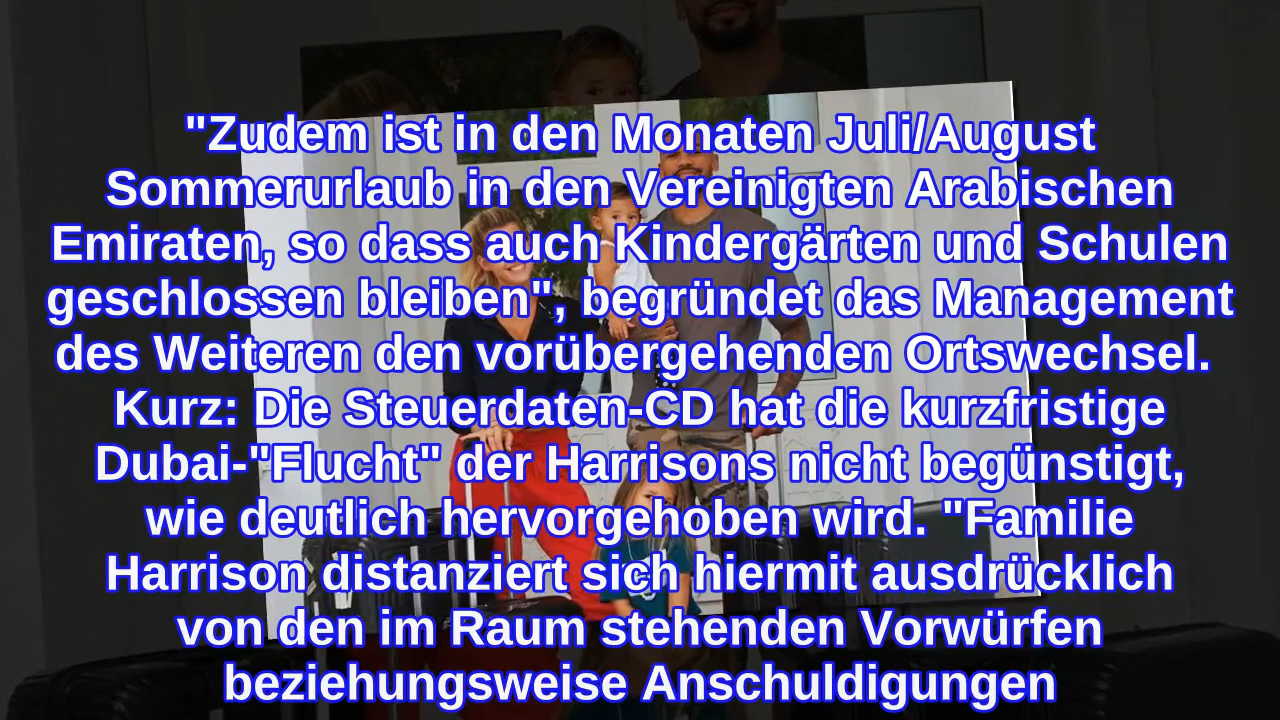 "Zudem ist in den Monaten Juli/August
Sommerurlaub in den Vereinigten Arabischen
Emiraten, so dass auch Kindergärten und Schulen
geschlossen bleiben", begründet das Management
des Weiteren den vorübergehenden Ortswechsel.
Kurz: Die Steuerdaten-CD hat die kurzfristige
Dubai-"Flucht" der Harrisons nicht begünstigt,
wie deutlich hervorgehoben wird. "Familie
Harrison distanziert sich hiermit ausdrücklich
von den im Raum stehenden Vorwürfen
beziehungsweise Anschuldigungen